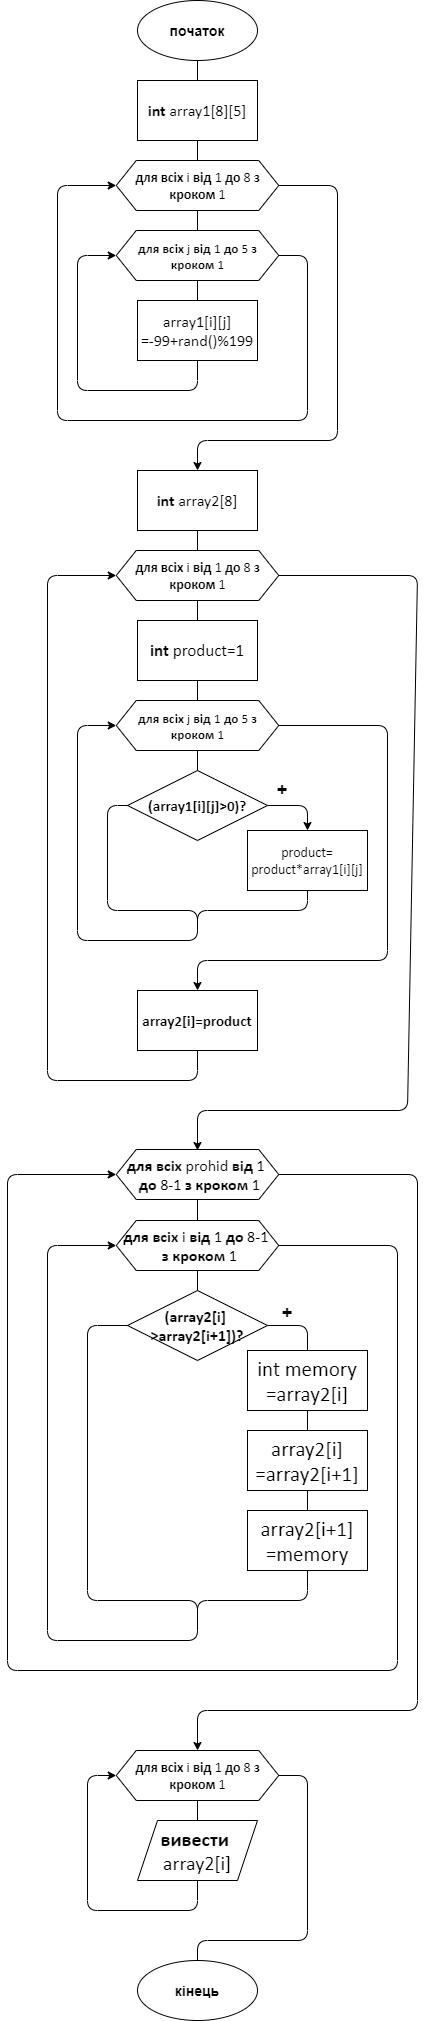 початок
int array1[8][5]
для всіх i від 1 до 8 з
кроком 1
для всіх j від 1 до 5 з
кроком 1
array1[i][j]
=-99+rand()%199
int array2[8]
для всіх i від 1 до 8 з
кроком 1
int product=1
для всіх j від 1 до 5 з
кроком 1
(array1[i][j]>0)?
+
product=
product*array1[i][j]
array2[i]=product
для всіх prohid від 1
до 8-1 з кроком 1
для всіх i від 1 до 8-1
з кроком 1
(array2[i]
>array2[i+1])?
+
int memory
=array2[i]
array2[i]
=array2[i+1]
array2[i+1]
=memory
для всіх i від 1 до 8 з
кроком 1
вивести
array2[i]
кінець